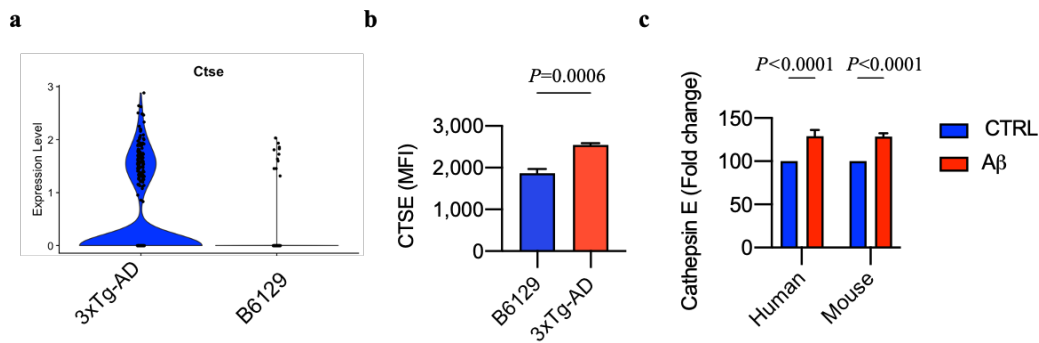 a
Ctse
Expression Level
3
2
1
0
3xTg-AD
B6129
b
P=0.0006
CTSE (MFI)
3,000
2,000
1,000
0
B6129
3xTg-AD
c
P<0.0001 P<0.0001
Cathepsin E (Fold change)
150
100
50
0
Human
Mouse
CTRL
Aβ